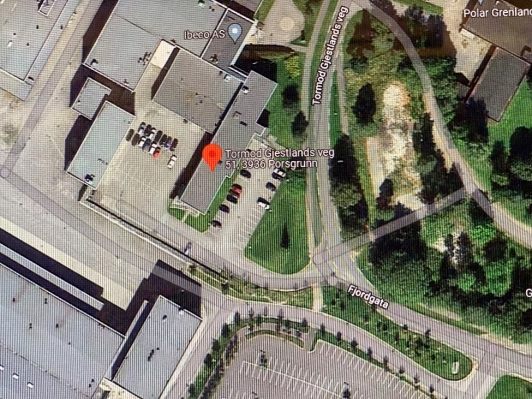 Polar Grenland
Ibeco AS
Tormod Gjestlands veg
Tormod Gjestlands veg
51, 3936 Porsgrunn
Fjordgata